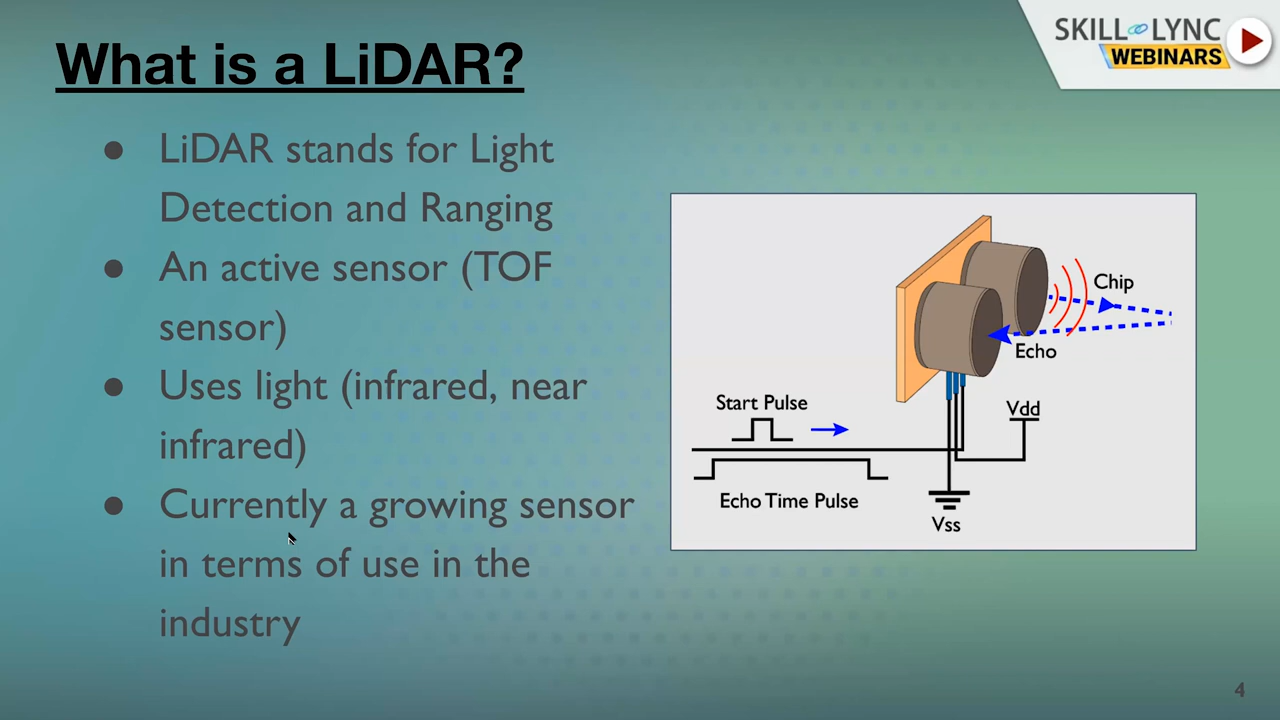 What is a LiDAR?
SKILL LYNC
WEBINARS
● LiDAR stands for Light
Detection and Ranging
● An active sensor (TOF
sensor)
● Uses light (infrared, near
infrared)
● Currently a growing sensor
in terms of use in the
industry
Chip
Echo
Start Pulse
Vdd
Echo Time Pulse
Vss
4